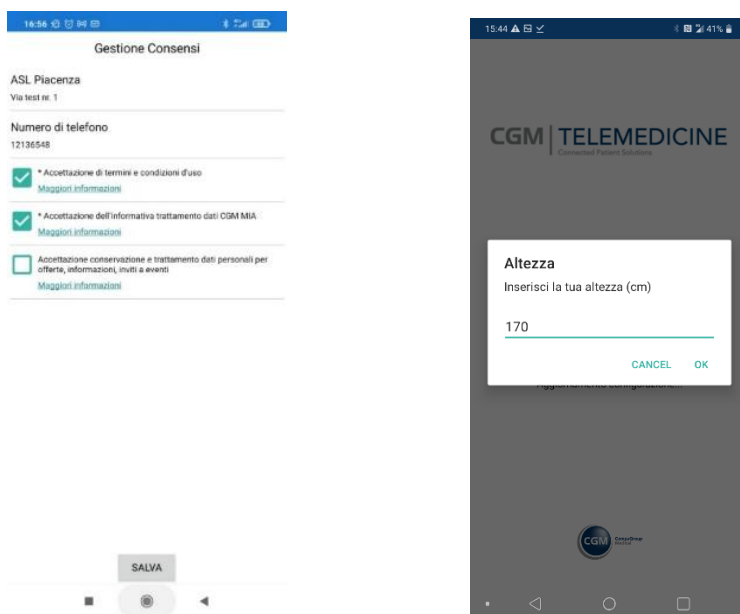 16:56
Gestione Consensi
ASL Piacenza
Via test nr. 1
Numero di telefono
12136548
* Accettazione di termini e condizioni d'uso
Maggiori informazioni
* Accettazione dell'informativa trattamento dati CGM MIA
Maggiori informazioni
Accettazione conservazione e trattamento dati personali per
offerte, informazioni, inviti a eventi
Maggiori informazioni
SALVA
15:44
41%
CGM TELEMEDICINE
Connected Patient Solutions
Altezza
Inserisci la tua altezza (cm)
170
CANCEL OK
Aggiornamento configurazione...
CGM